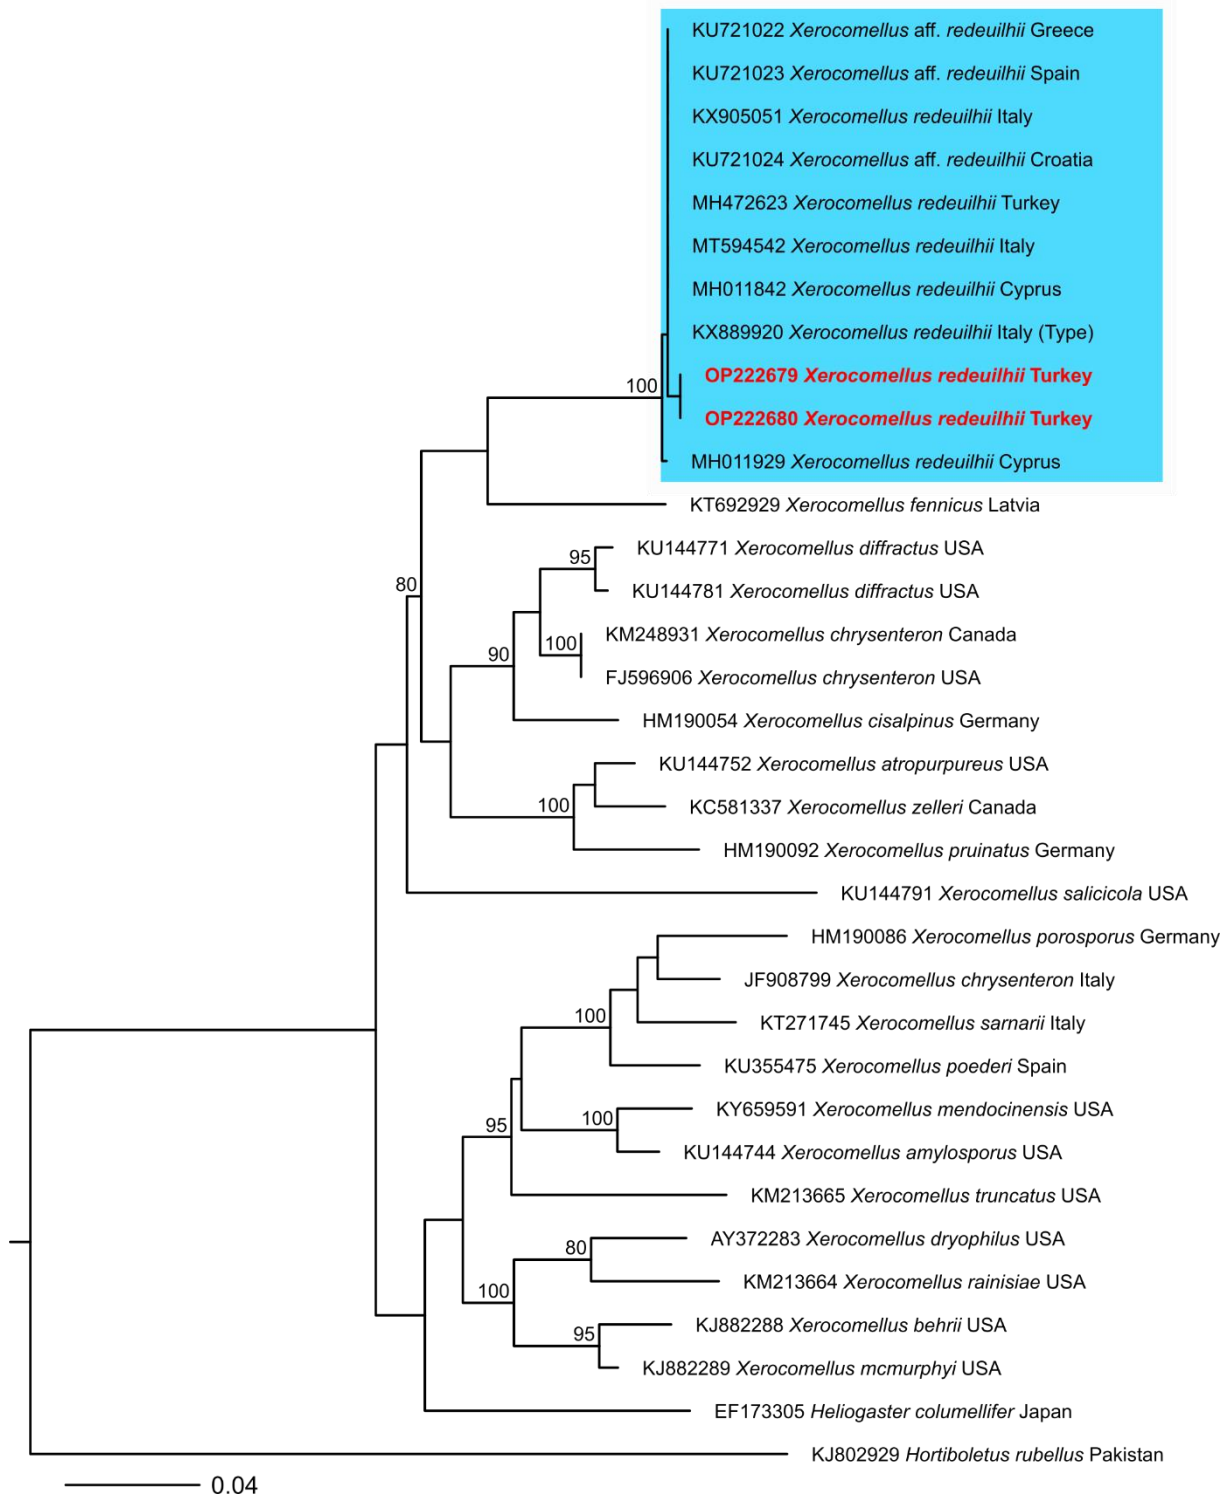 KU721022 Xerocomellus aff. redeuilhii Greece
KU721023 Xerocomellus aff. redeuilhii Spain
KX905051 Xerocomellus redeuilhii Italy
KU721024 Xerocomellus aff. redeuilhii Croatia
MH472623 Xerocomellus redeuilhii Turkey
MT594542 Xerocomellus redeuilhii Italy
MH011842 Xerocomellus redeuilhii Cyprus
KX889920 Xerocomellus redeuilhii Italy (Type)
OP222679 Xerocomellus redeuilhii Turkey
100
OP222680 Xerocomellus redeuilhii Turkey
MH011929 Xerocomellus redeuilhii Cyprus
KT692929 Xerocomellus fennicus Latvia
KU144771 Xerocomellus diffractus USA
95
80
KU144781 Xerocomellus diffractus USA
KM248931 Xerocomellus chrysenteron Canada
100
90
FJ596906 Xerocomellus chrysenteron USA
HM190054 Xerocomellus cisalpinus Germany
KU144752 Xerocomellus atropurpureus USA
100
KC581337 Xerocomellus zelleri Canada
HM190092 Xerocomellus pruinatus Germany
KU144791 Xerocomellus salicicola USA
HM190086 Xerocomellus porosporus Germany
JF908799 Xerocomellus chrysenteron Italy
100
KT271745 Xerocomellus sarnarii Italy
KU355475 Xerocomellus poederi Spain
KY659591 Xerocomellus mendocinensis USA
100
95
KU144744 Xerocomellus amylosporus USA
KM213665 Xerocomellus truncatus USA
AY372283 Xerocomellus dryophilus USA
80
KM213664 Xerocomellus rainisiae USA
100
KJ882288 Xerocomellus behrii USA
95
KJ882289 Xerocomellus mcmurphyi USA
EF173305 Heliogaster columellifer Japan
KJ802929 Hortiboletus rubellus Pakistan
0.04